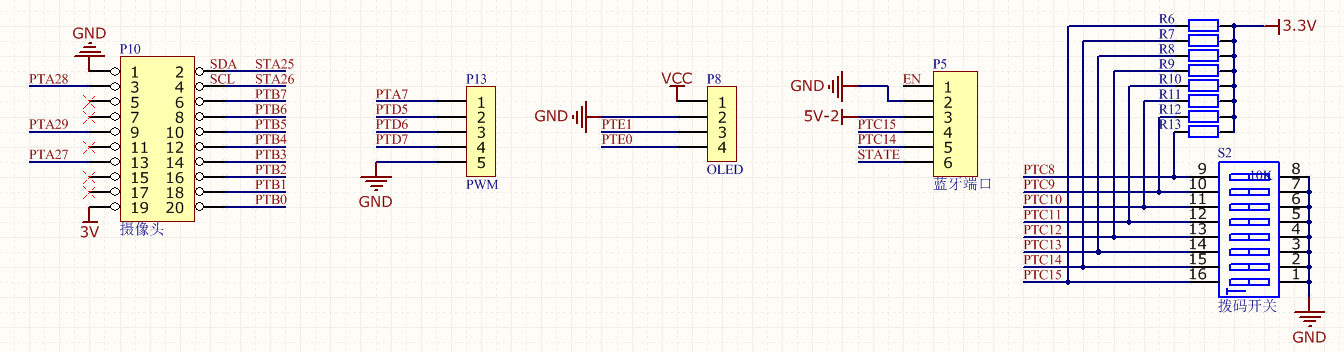 GND
P10
1 2 SDA STA25
PTA28 3 4 SCL STA26
5 6 PTB7
7 8 PTB6
PTA29 9 10 PTB5
11 12 PTB4
PTA27 13 14 PTB3
15 16 PTB2
17 18 PTB1
19 20 PTB0
3V
摄像头
P13
PTA7 1
PTD5 2
PTD6 3
PTD7 4
5
GND
PWM
P8
VCC
1
GND 2
PTE1 3
PTE0 4
OLED
P5
EN 1
GND 2
5V-2 3
PTC15 4
PTC14 5
STATE 6
蓝牙端口
R6 3.3V
R7
R8
R9
R10
R11
R12
R13
S2
10K
PTC8 9 8
PTC9 10 7
PTC10 11 6
PTC11 12 5
PTC12 13 4
PTC13 14 3
PTC14 15 2
PTC15 16 1
拨码开关
GND